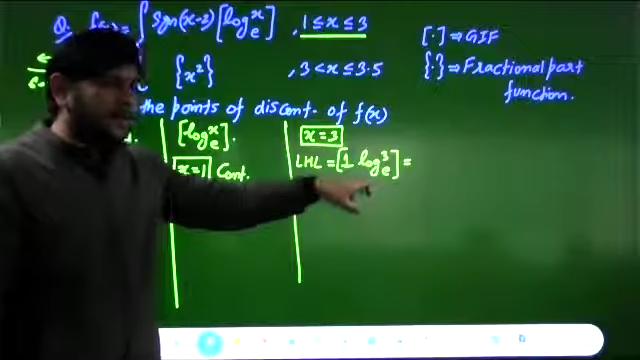 Q. f(x) = { Sgn(x-2) [log_e^x] , 1 ≤ x ≤ 3
{x²} , 3 < x ≤ 3.5
[·] ⇒ GIF
{·} ⇒ Fractional part function.
the points of discont. of f(x)
[log_e^x].
x=1 Cont.
x = 3
LHL = [1 log_e^3] =